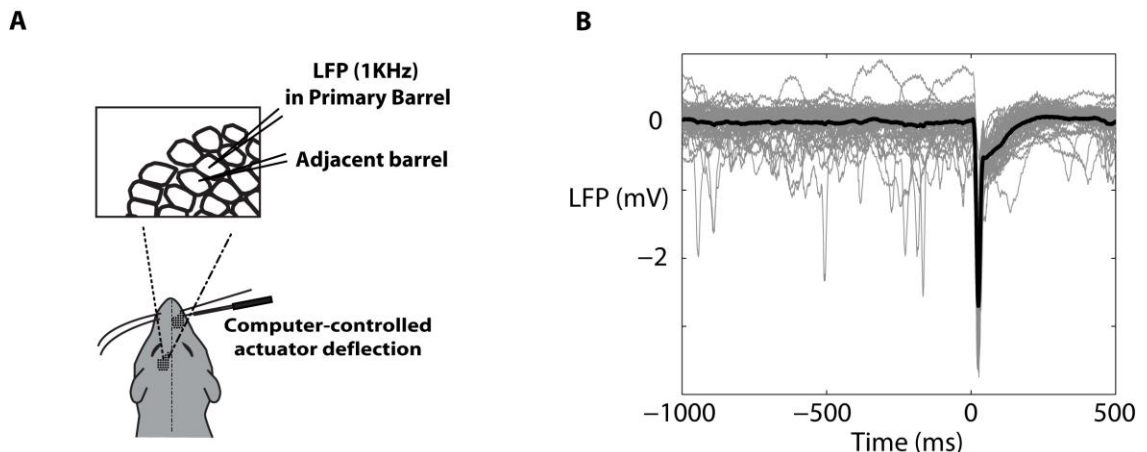 A
LFP (1KHz)
in Primary Barrel
Adjacent barrel
Computer-controlled
actuator deflection
B
0
LFP (mV)
−2
−1000
−500
0
500
Time (ms)